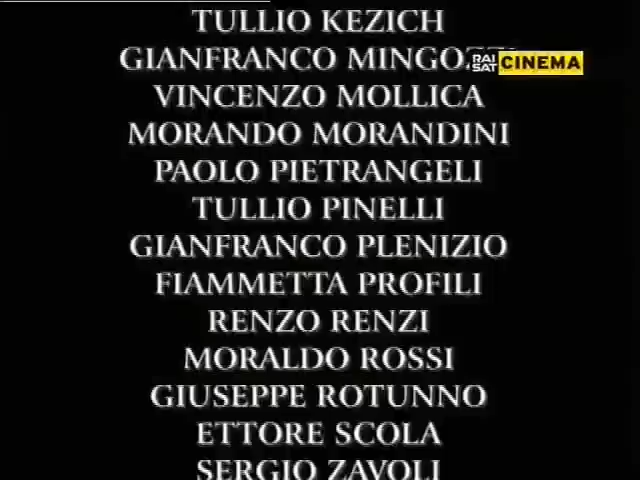 TULLIO KEZICH
GIANFRANCO
VINCENZO MOLLICA
MORANDO MORANDINI
PAOLO PIETRANGELI
TULLIO PINELLI
GIANFRANCO PLENIZIO
FIAMMETTA PROFILI
RENZO RENZI
MORALDO ROSSI
GIUSEPPE ROTUNNO
ETTORE SCOLA
SERGIO ZAVOLI
RAI SAT CINEMA